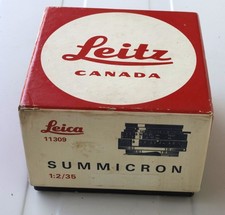 Leitz
CANADA
Leica
11309
SUMMICRON
1:2/35